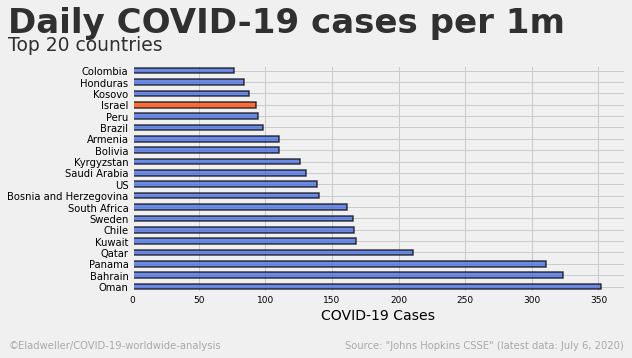 Daily COVID-19 cases per 1m
Top 20 countries
Colombia
Honduras
Kosovo
Israel
Peru
Brazil
Armenia
Bolivia
Kyrgyzstan
Saudi Arabia
US
Bosnia and Herzegovina
South Africa
Sweden
Chile
Kuwait
Qatar
Panama
Bahrain
Oman
0 50 100 150 200 250 300 350
COVID-19 Cases
©Eladweller/COVID-19-worldwide-analysis
Source: "Johns Hopkins CSSE" (latest data: July 6, 2020)